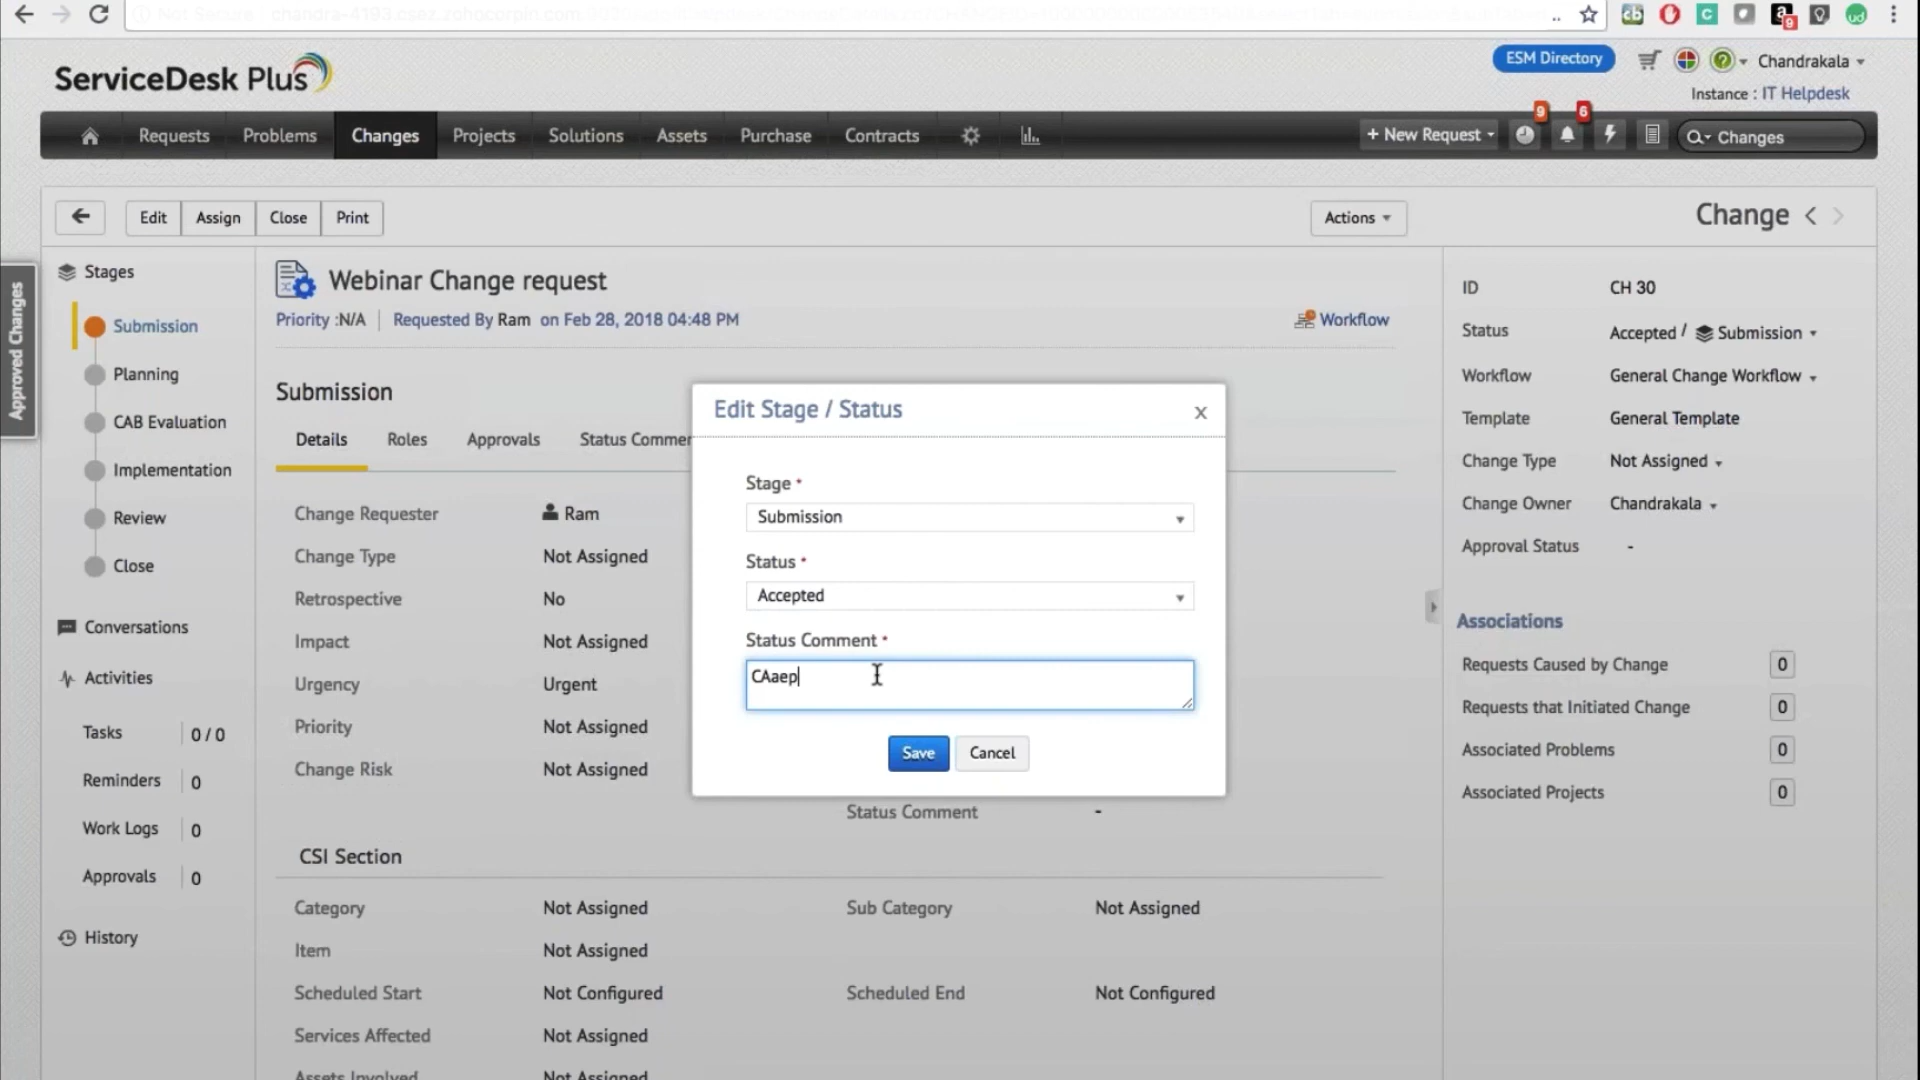 Not Secure
ServiceDesk Plus
ESM Directory
Chandrakala
Instance : IT Helpdesk
Requests Problems Changes Projects Solutions Assets Purchase Contracts
+ New Request
9
6
Changes
Edit Assign Close Print
Actions
Change
Approved Changes
Stages
Submission
Planning
CAB Evaluation
Implementation
Review
Close
Conversations
Activities
Tasks 0 / 0
Reminders 0
Work Logs 0
Approvals 0
History
Webinar Change request
Priority :N/A Requested By Ram on Feb 28, 2018 04:48 PM
Workflow
Submission
Details Roles Approvals Status Commen
Change Requester Ram
Change Type Not Assigned
Retrospective No
Impact Not Assigned
Urgency Urgent
Priority Not Assigned
Change Risk Not Assigned
Status Comment -
CSI Section
Category Not Assigned Sub Category Not Assigned
Item Not Assigned
Scheduled Start Not Configured Scheduled End Not Configured
Services Affected Not Assigned
Assets Involved Not Assigned
Edit Stage / Status
x
Stage *
Submission
Status *
Accepted
Status Comment *
CAaep
Save Cancel
ID CH 30
Status Accepted / Submission
Workflow General Change Workflow
Template General Template
Change Type Not Assigned
Change Owner Chandrakala
Approval Status -
Associations
Requests Caused by Change 0
Requests that Initiated Change 0
Associated Problems 0
Associated Projects 0